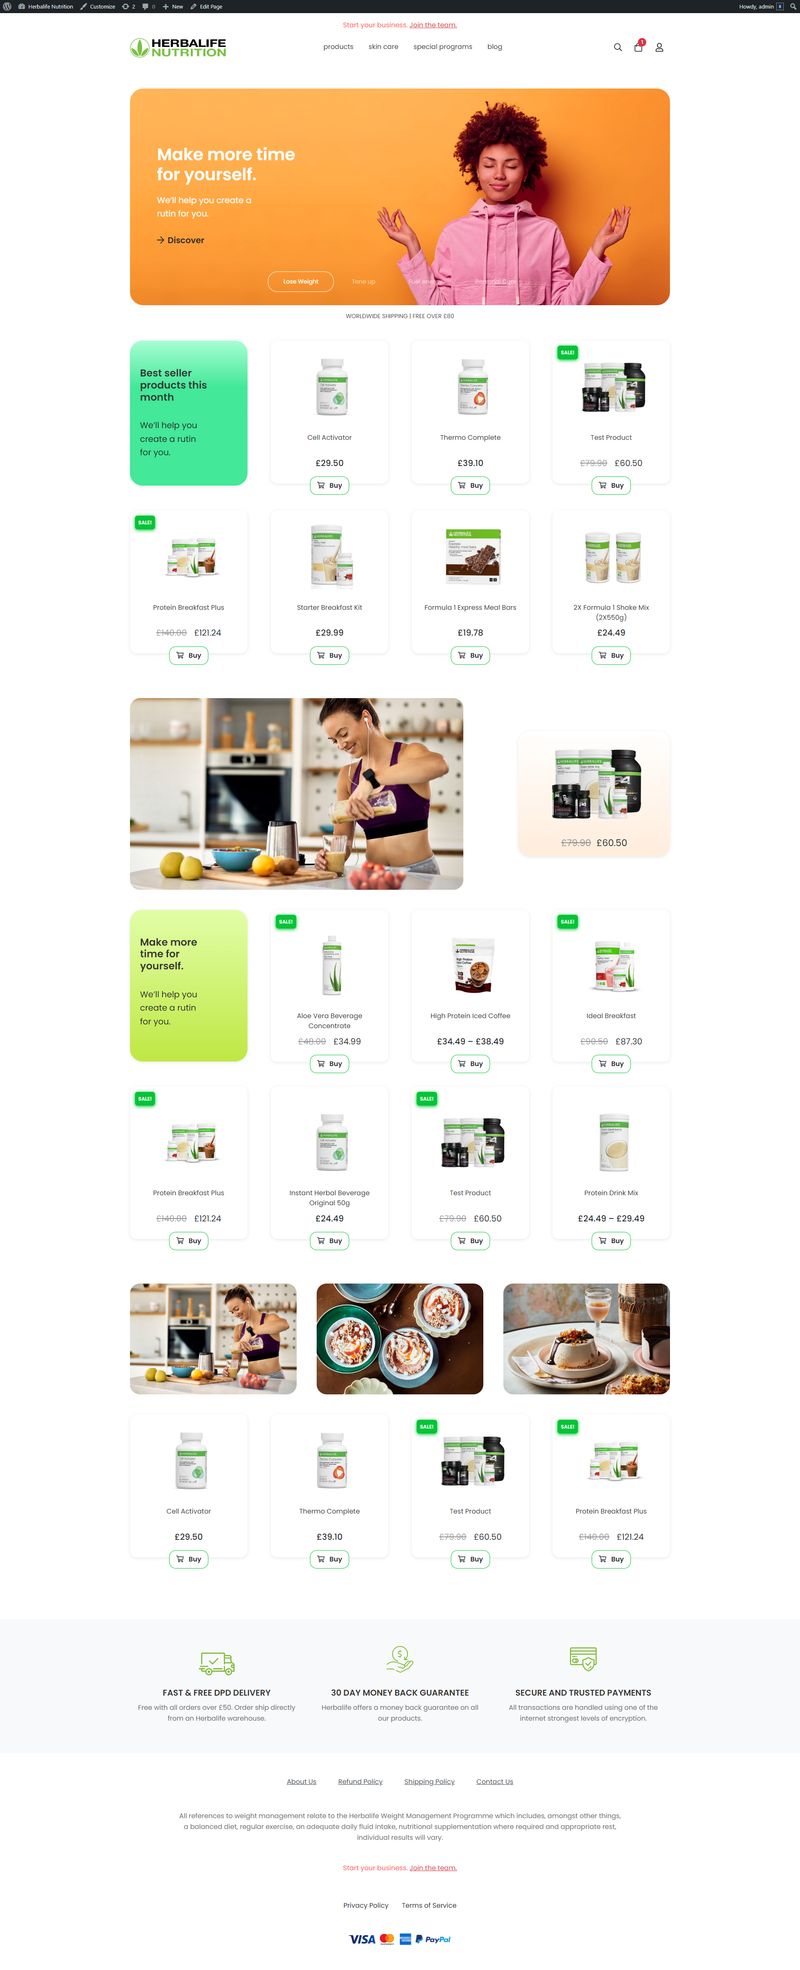 Herbalife Nutrition Customize 2 0 New Edit Page Howdy, admin
Start your business. Join the team.
HERBALIFE
NUTRITION
products skin care special programs blog
1
Make more time
for yourself.
We'll help you create a
rutin for you.
Discover
Lose Weight Tone up
WORLDWIDE SHIPPING | FREE OVER £80
Best seller
products this
month
We'll help you
create a rutin
for you.
SALE!
Cell Activator Thermo Complete Test Product
£29.50 £39.10 £79.90 £60.50
Buy Buy Buy
SALE!
Protein Breakfast Plus Starter Breakfast Kit Formula 1 Express Meal Bars 2X Formula 1 Shake Mix
(2X550g)
£140.00 £121.24 £29.99 £19.78 £24.49
Buy Buy Buy Buy
£79.90 £60.50
Make more
time for
yourself.
We'll help you
create a rutin
for you.
SALE! SALE!
Aloe Vera Beverage High Protein Iced Coffee Ideal Breakfast
Concentrate
£40.00 £34.99 £34.49 – £38.49 £90.50 £87.30
Buy Buy Buy
SALE! SALE!
Protein Breakfast Plus Instant Herbal Beverage Test Product Protein Drink Mix
Original 50g
£140.00 £121.24 £24.49 £79.90 £60.50 £24.49 – £29.49
Buy Buy Buy Buy
SALE! SALE!
Cell Activator Thermo Complete Test Product Protein Breakfast Plus
£29.50 £39.10 £79.90 £60.50 £140.00 £121.24
Buy Buy Buy Buy
FAST & FREE DPD DELIVERY 30 DAY MONEY BACK GUARANTEE SECURE AND TRUSTED PAYMENTS
Free with all orders over £50. Order ship directly Herbalife offers a money back guarantee on all All transactions are handled using one of the
from an Herbalife warehouse. our products. internet strongest levels of encryption.
About Us Refund Policy Shipping Policy Contact Us
All references to weight management relate to the Herbalife Weight Management Programme which includes, amongst other things,
a balanced diet, regular exercise, an adequate daily fluid intake, nutritional supplementation where required and appropriate rest,
individual results will vary.
Start your business. Join the team.
Privacy Policy Terms of Service
VISA PayPal